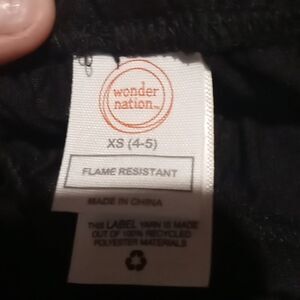 wonder
nation™
XS (4-5)
FLAME RESISTANT
MADE IN CHINA
THIS LABEL YARN IS MADE
OUT OF 100% RECYCLED
POLYESTER MATERIALS